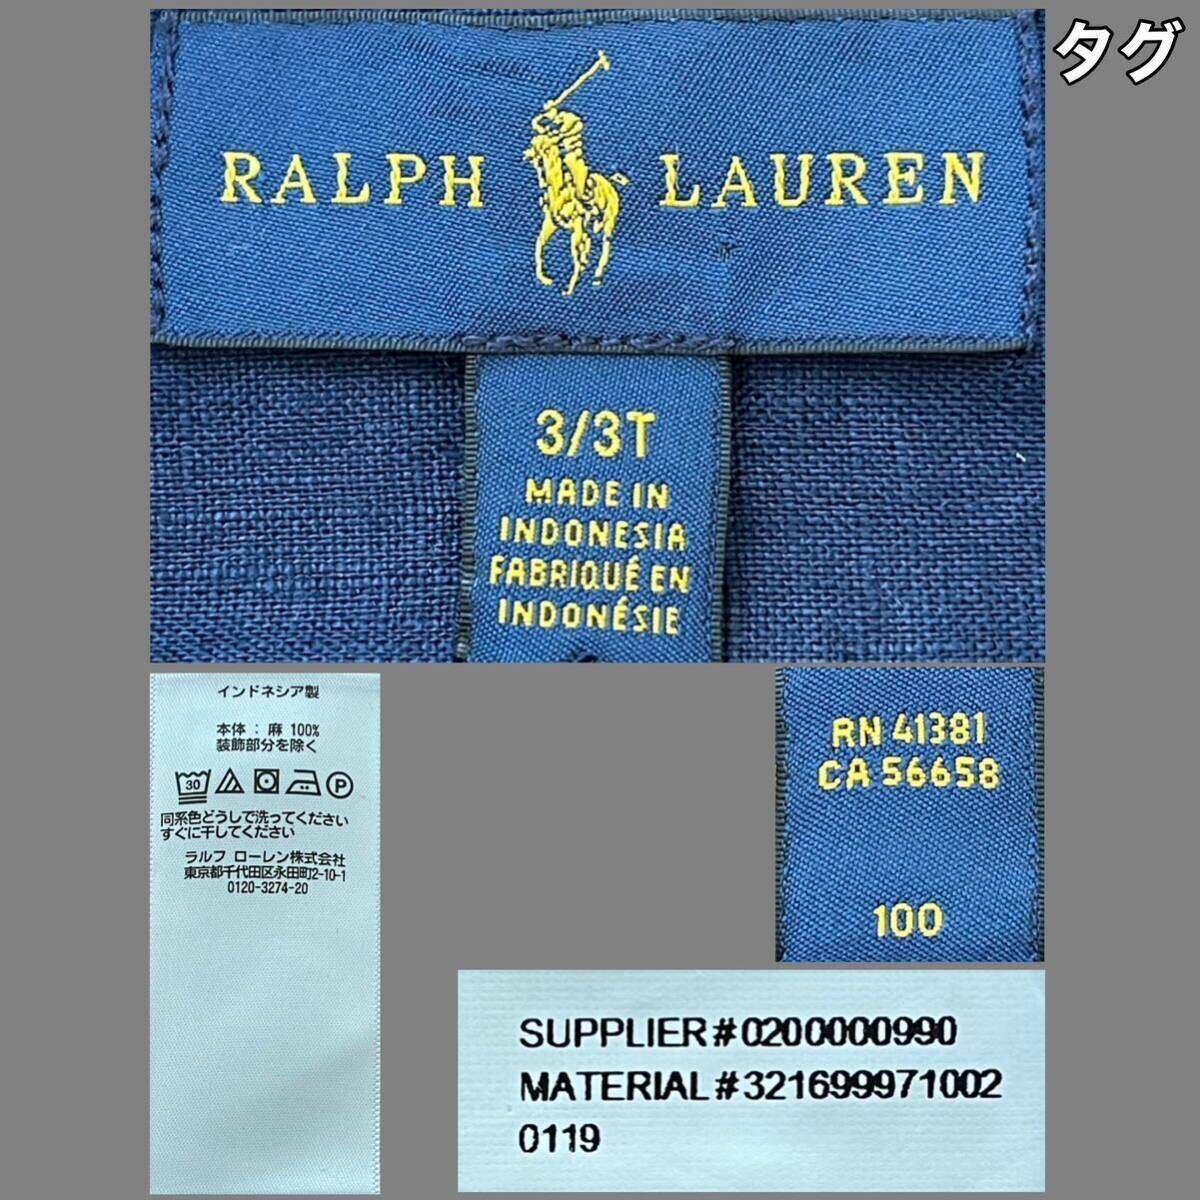 タグ
RALPH LAUREN
3/3T
MADE IN
INDONESIA
FABRIQUÉ EN
INDONÉSIE
インドネシア製
本体 : 麻 100%
装飾部分を除く
30
P
同系色どうしで洗ってください
すぐに干してください
ラルフ ローレン株式会社
東京都千代田区永田町2-10-1
0120-3274-20
RN 41381
CA 56658
100
SUPPLIER#0200000990
MATERIAL#321699971002
0119